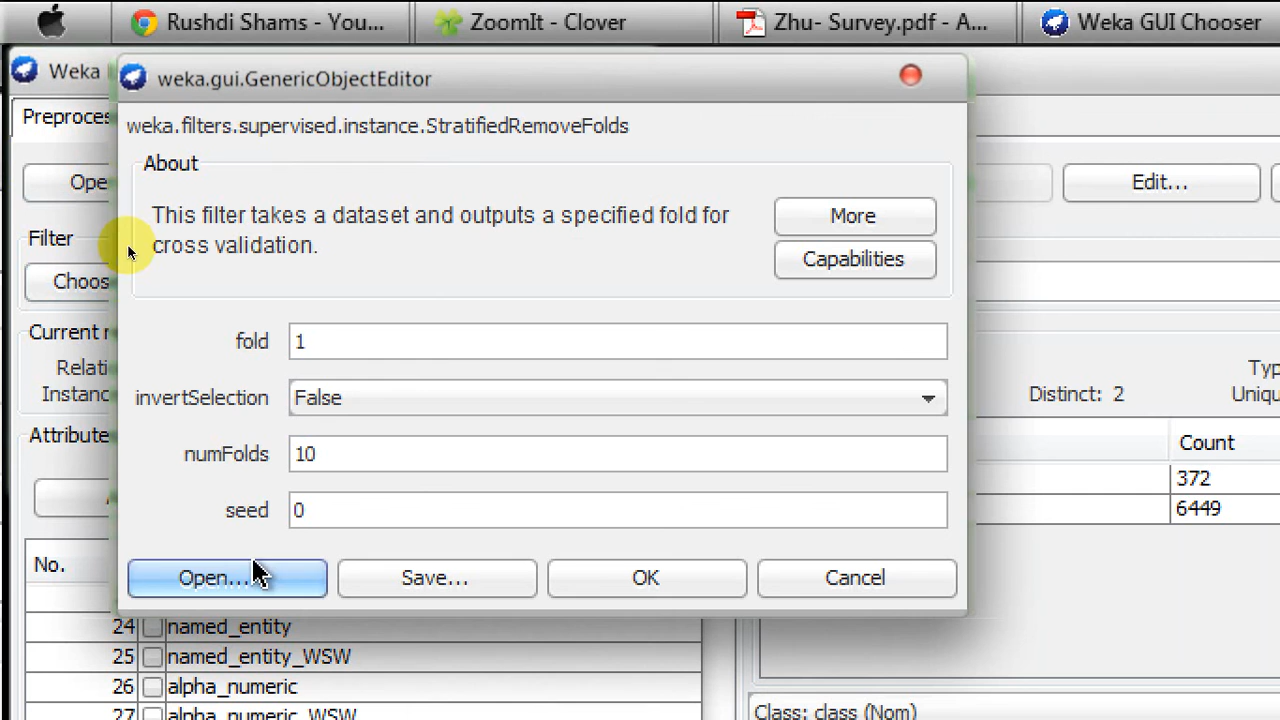 Rushdi Shams - You...
ZoomIt - Clover
Zhu- Survey.pdf - A...
Weka GUI Chooser
Weka
weka.gui.GenericObjectEditor
Preproces
weka.filters.supervised.instance.StratifiedRemoveFolds
About
Ope
This filter takes a dataset and outputs a specified fold for
cross validation.
More
Capabilities
Edit...
Filter
Choos
Current r
Relati
Instanc
fold 1
invertSelection False
numFolds 10
seed 0
Typ
Distinct: 2
Uniqu
Attribute
Count
372
6449
No.
Open...
Save...
OK
Cancel
24 named_entity
25 named_entity_WSW
26 alpha_numeric
27 alpha_numeric_WSW
Class: class (Nom)